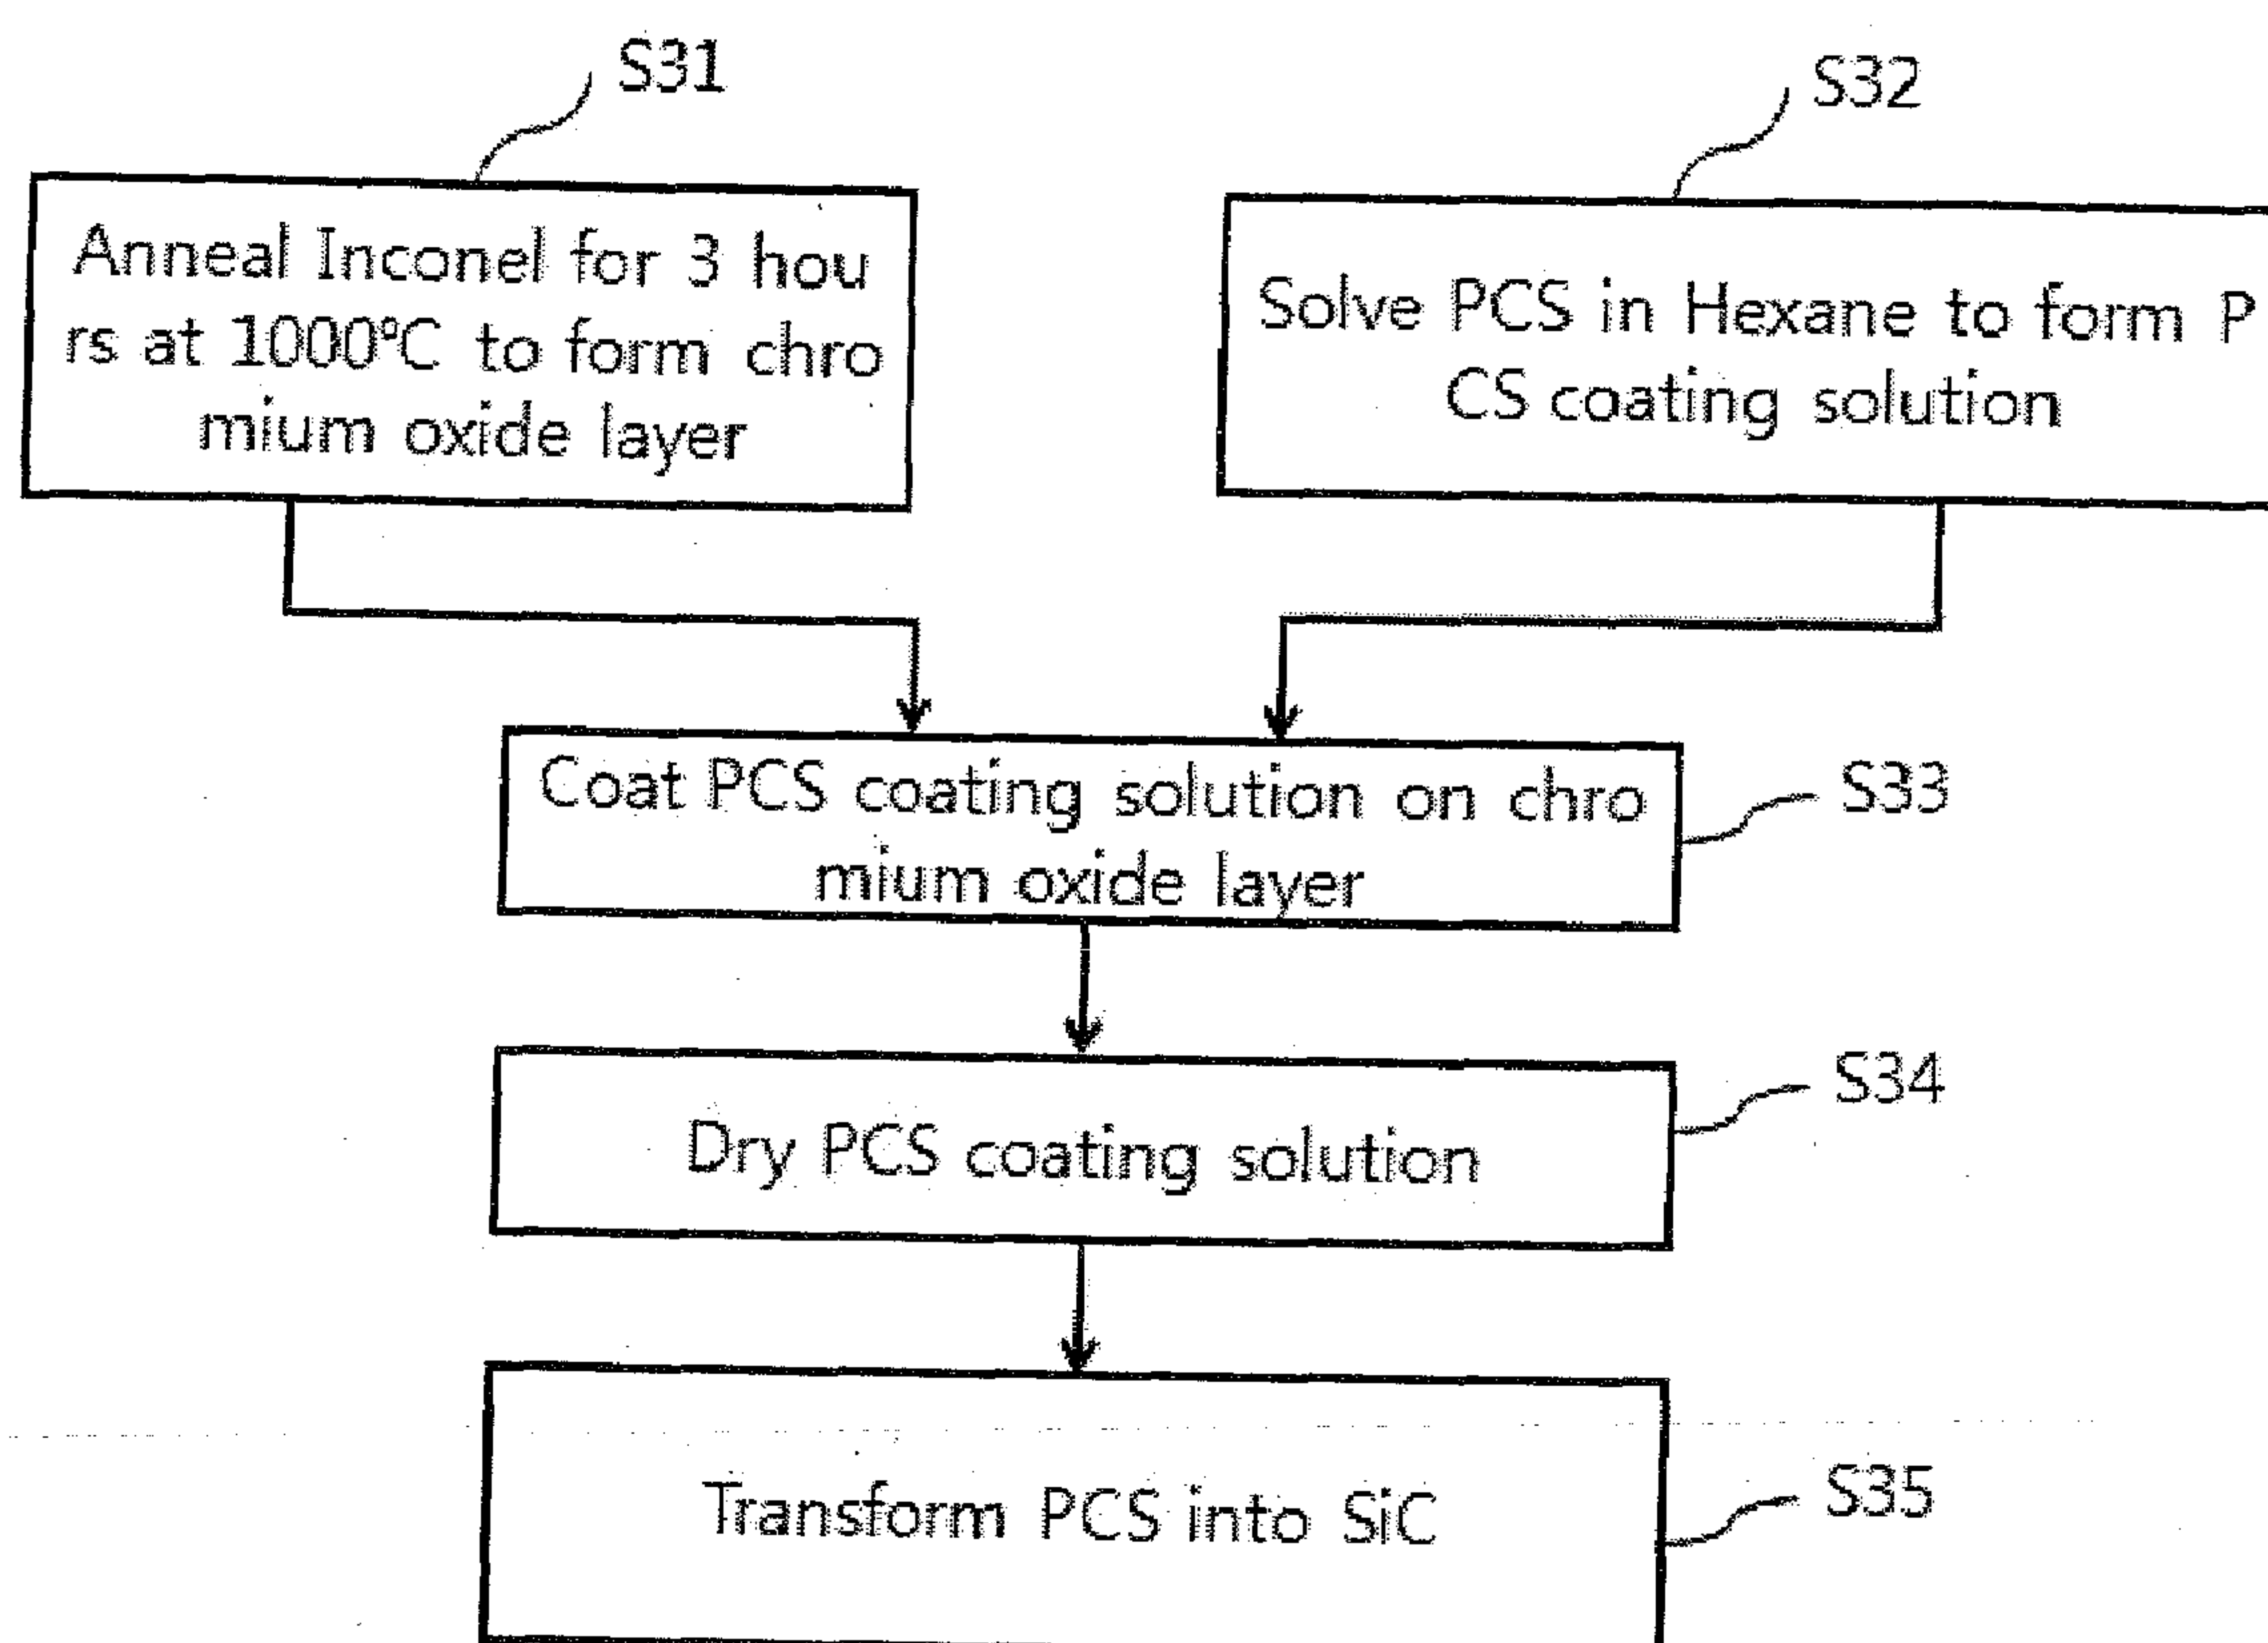 S31
Anneal Inconel for 3 hou
rs at 1000°C to form chro
mium oxide layer
S32
Solve PCS in Hexane to form P
CS coating solution
Coat PCS coating solution on chro
mium oxide layer
S33
Dry PCS coating solution
S34
Transform PCS into SiC
S35